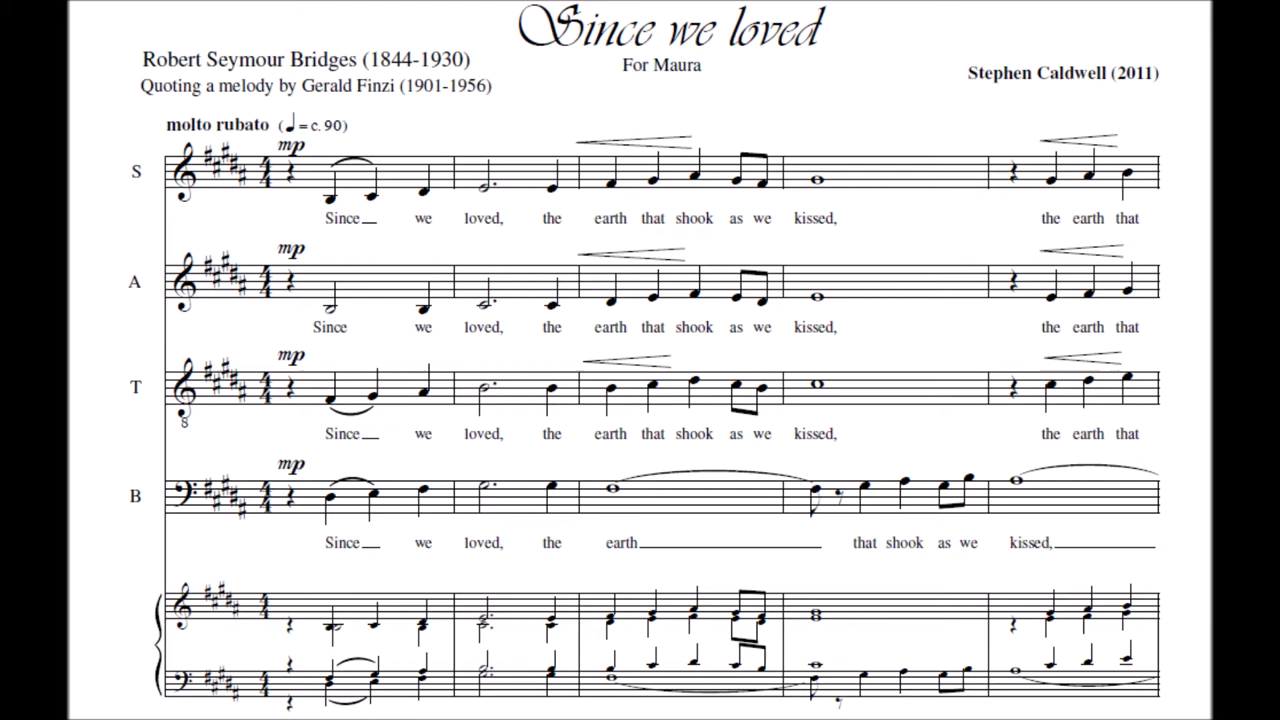 Since we loved
Robert Seymour Bridges (1844-1930)
For Maura
Quoting a melody by Gerald Finzi (1901-1956)
Stephen Caldwell (2011)
molto rubato (♩=c. 90)
mp
S
Since we loved, the earth that shook as we kissed, the earth that
mp
A
Since we loved, the earth that shook as we kissed, the earth that
mp
T
8
Since we loved, the earth that shook as we kissed, the earth that
mp
B
Since we loved, the earth that shook as we kissed,